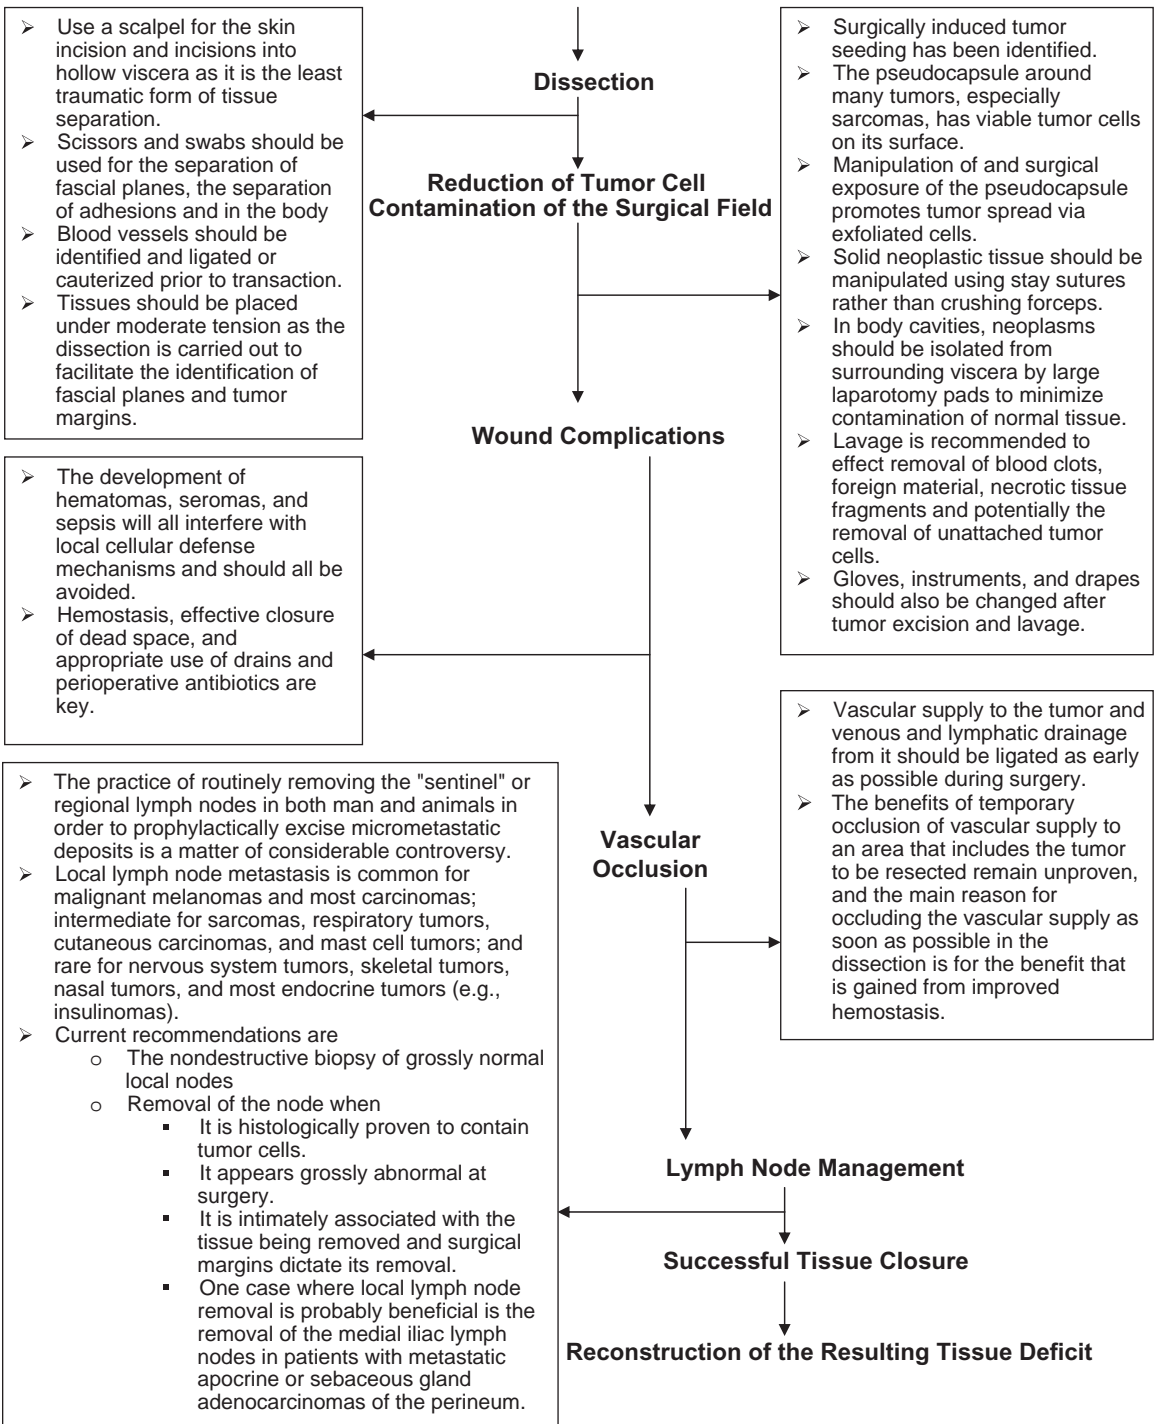 Dissection
➢ Use a scalpel for the skin
incision and incisions into
hollow viscera as it is the least
traumatic form of tissue
separation.
➢ Scissors and swabs should be
used for the separation of
fascial planes, the separation
of adhesions and in the body
➢ Blood vessels should be
identified and ligated or
cauterized prior to transaction.
➢ Tissues should be placed
under moderate tension as the
dissection is carried out to
facilitate the identification of
fascial planes and tumor
margins.
Reduction of Tumor Cell
Contamination of the Surgical Field
➢ Surgically induced tumor
seeding has been identified.
➢ The pseudocapsule around
many tumors, especially
sarcomas, has viable tumor cells
on its surface.
➢ Manipulation of and surgical
exposure of the pseudocapsule
promotes tumor spread via
exfoliated cells.
➢ Solid neoplastic tissue should be
manipulated using stay sutures
rather than crushing forceps.
➢ In body cavities, neoplasms
should be isolated from
surrounding viscera by large
laparotomy pads to minimize
contamination of normal tissue.
➢ Lavage is recommended to
effect removal of blood clots,
foreign material, necrotic tissue
fragments and potentially the
removal of unattached tumor
cells.
➢ Gloves, instruments, and drapes
should also be changed after
tumor excision and lavage.
Wound Complications
➢ The development of
hematomas, seromas, and
sepsis will all interfere with
local cellular defense
mechanisms and should all be
avoided.
➢ Hemostasis, effective closure
of dead space, and
appropriate use of drains and
perioperative antibiotics are
key.
Vascular
Occlusion
➢ Vascular supply to the tumor and
venous and lymphatic drainage
from it should be ligated as early
as possible during surgery.
➢ The benefits of temporary
occlusion of vascular supply to
an area that includes the tumor
to be resected remain unproven,
and the main reason for
occluding the vascular supply as
soon as possible in the
dissection is for the benefit that
is gained from improved
hemostasis.
Lymph Node Management
➢ The practice of routinely removing the "sentinel" or
regional lymph nodes in both man and animals in
order to prophylactically excise micrometastatic
deposits is a matter of considerable controversy.
➢ Local lymph node metastasis is common for
malignant melanomas and most carcinomas;
intermediate for sarcomas, respiratory tumors,
cutaneous carcinomas, and mast cell tumors; and
rare for nervous system tumors, skeletal tumors,
nasal tumors, and most endocrine tumors (e.g.,
insulinomas).
➢ Current recommendations are
o The nondestructive biopsy of grossly normal
local nodes
o Removal of the node when
▪ It is histologically proven to contain
tumor cells.
▪ It appears grossly abnormal at
surgery.
▪ It is intimately associated with the
tissue being removed and surgical
margins dictate its removal.
▪ One case where local lymph node
removal is probably beneficial is the
removal of the medial iliac lymph
nodes in patients with metastatic
apocrine or sebaceous gland
adenocarcinomas of the perineum.
Successful Tissue Closure
Reconstruction of the Resulting Tissue Deficit